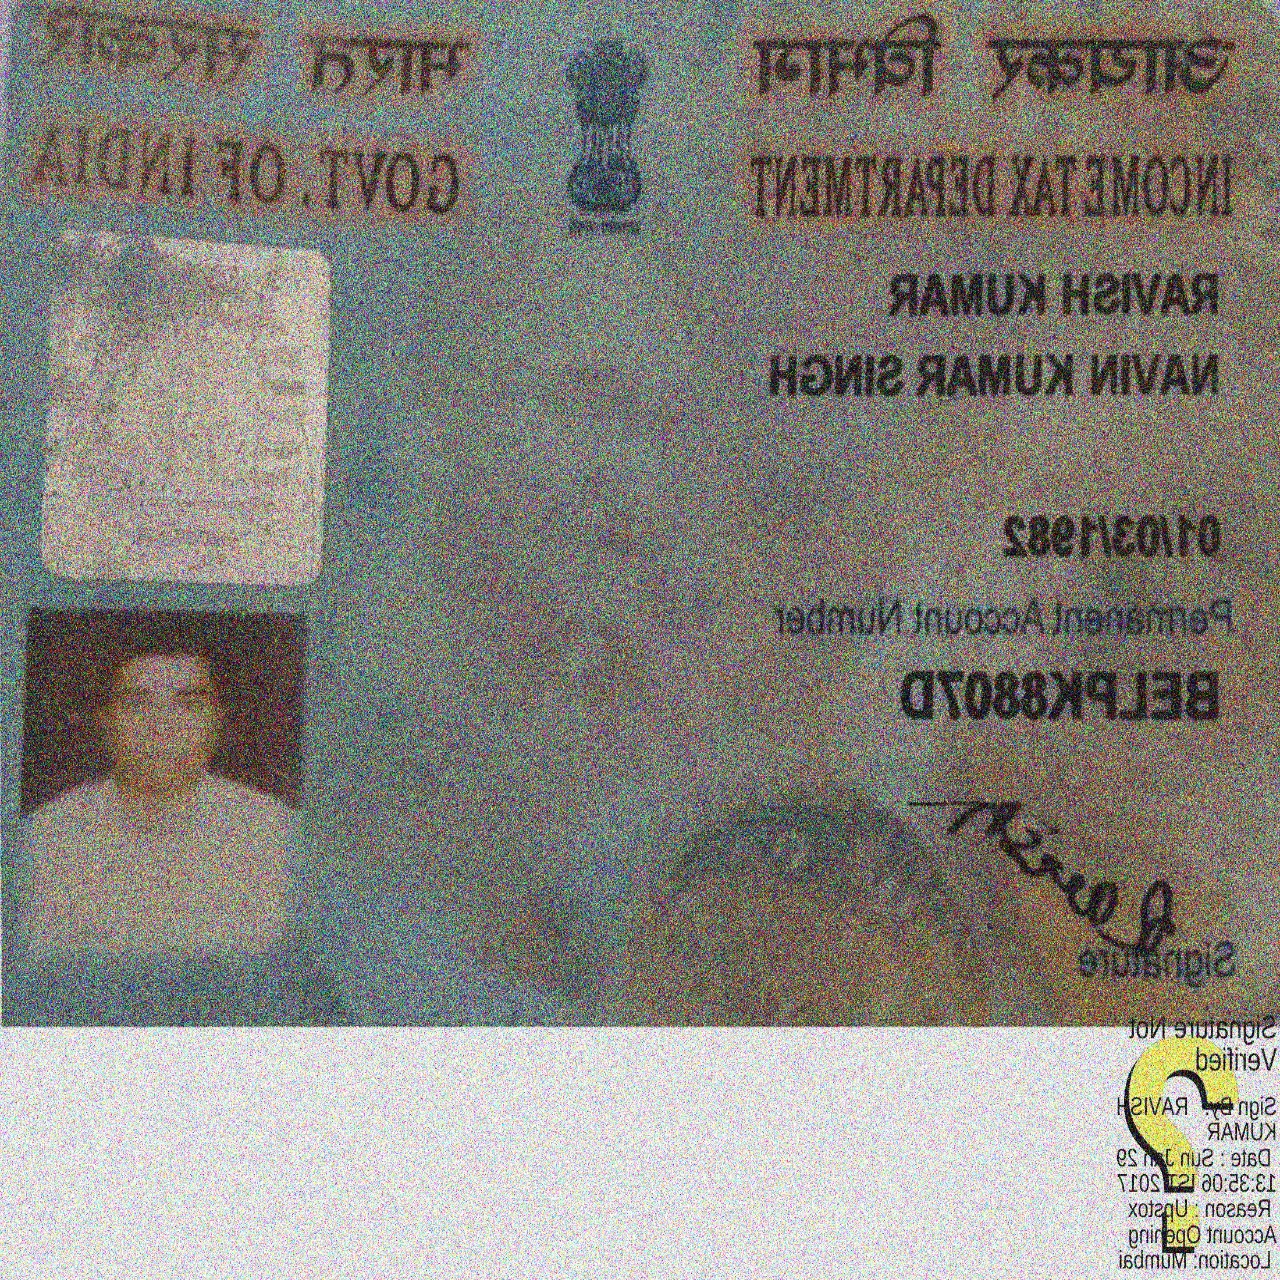 आयकर विभाग भारत सरकार
INCOME TAX DEPARTMENT GOVT. OF INDIA
RAVISH KUMAR
NAVIN KUMAR SINGH
01/03/1982
Permanent Account Number
BELPK8807D
Signature
Signature Not
Verified
Sign By: RAVISH
KUMAR
Date : Sun Jan 29
13:35:06 IST 2017
Reason : Upstox
Account Opening
Location: Mumbai